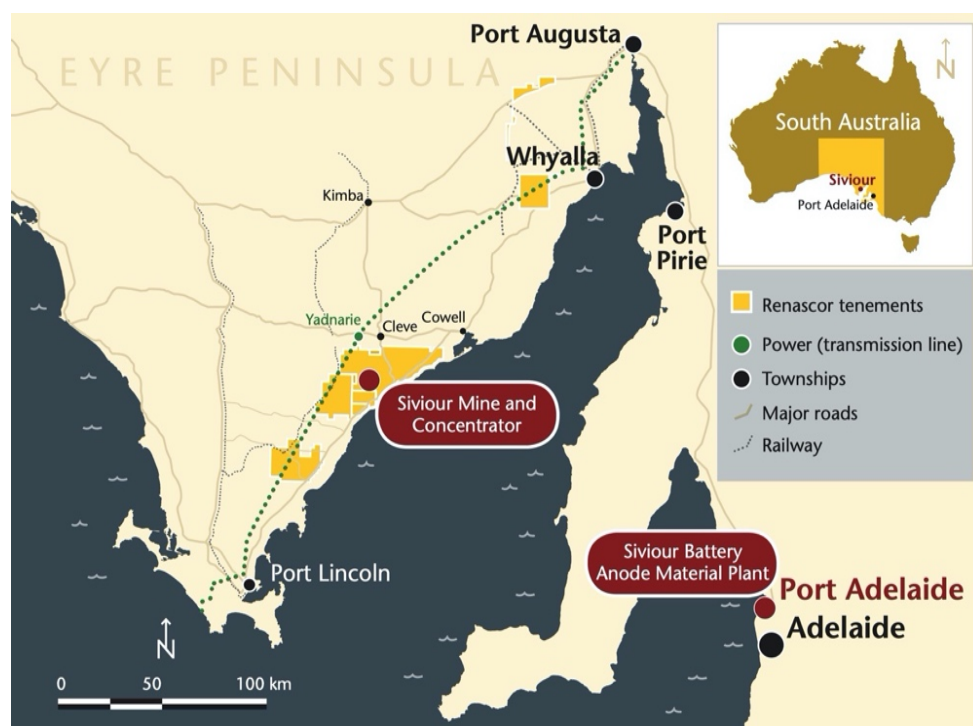 Port Augusta
EYRE PENINSULA
N
South Australia
Siviour
Port Adelaide
Whyalla
Kimba
Port
Pirie
Renascor tenements
Power (transmission line)
Townships
Major roads
Railway
Yadnarie
Cleve
Cowell
Siviour Mine and
Concentrator
Siviour Battery
Anode Material Plant
Port Lincoln
Port Adelaide
Adelaide
N
0 50 100 km